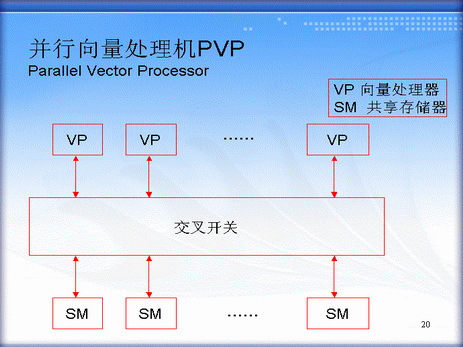 并行向量处理机PVP
Parallel Vector Processor
VP 向量处理器
SM 共享存储器
VP VP …… VP
交叉开关
SM SM …… SM
20